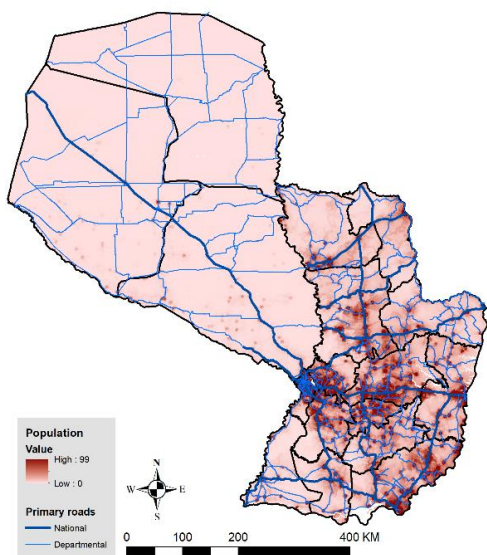 Population
Value
High : 99
Low : 0
Primary roads
National
Departmental
N
W E
S
0 100 200 400 KM